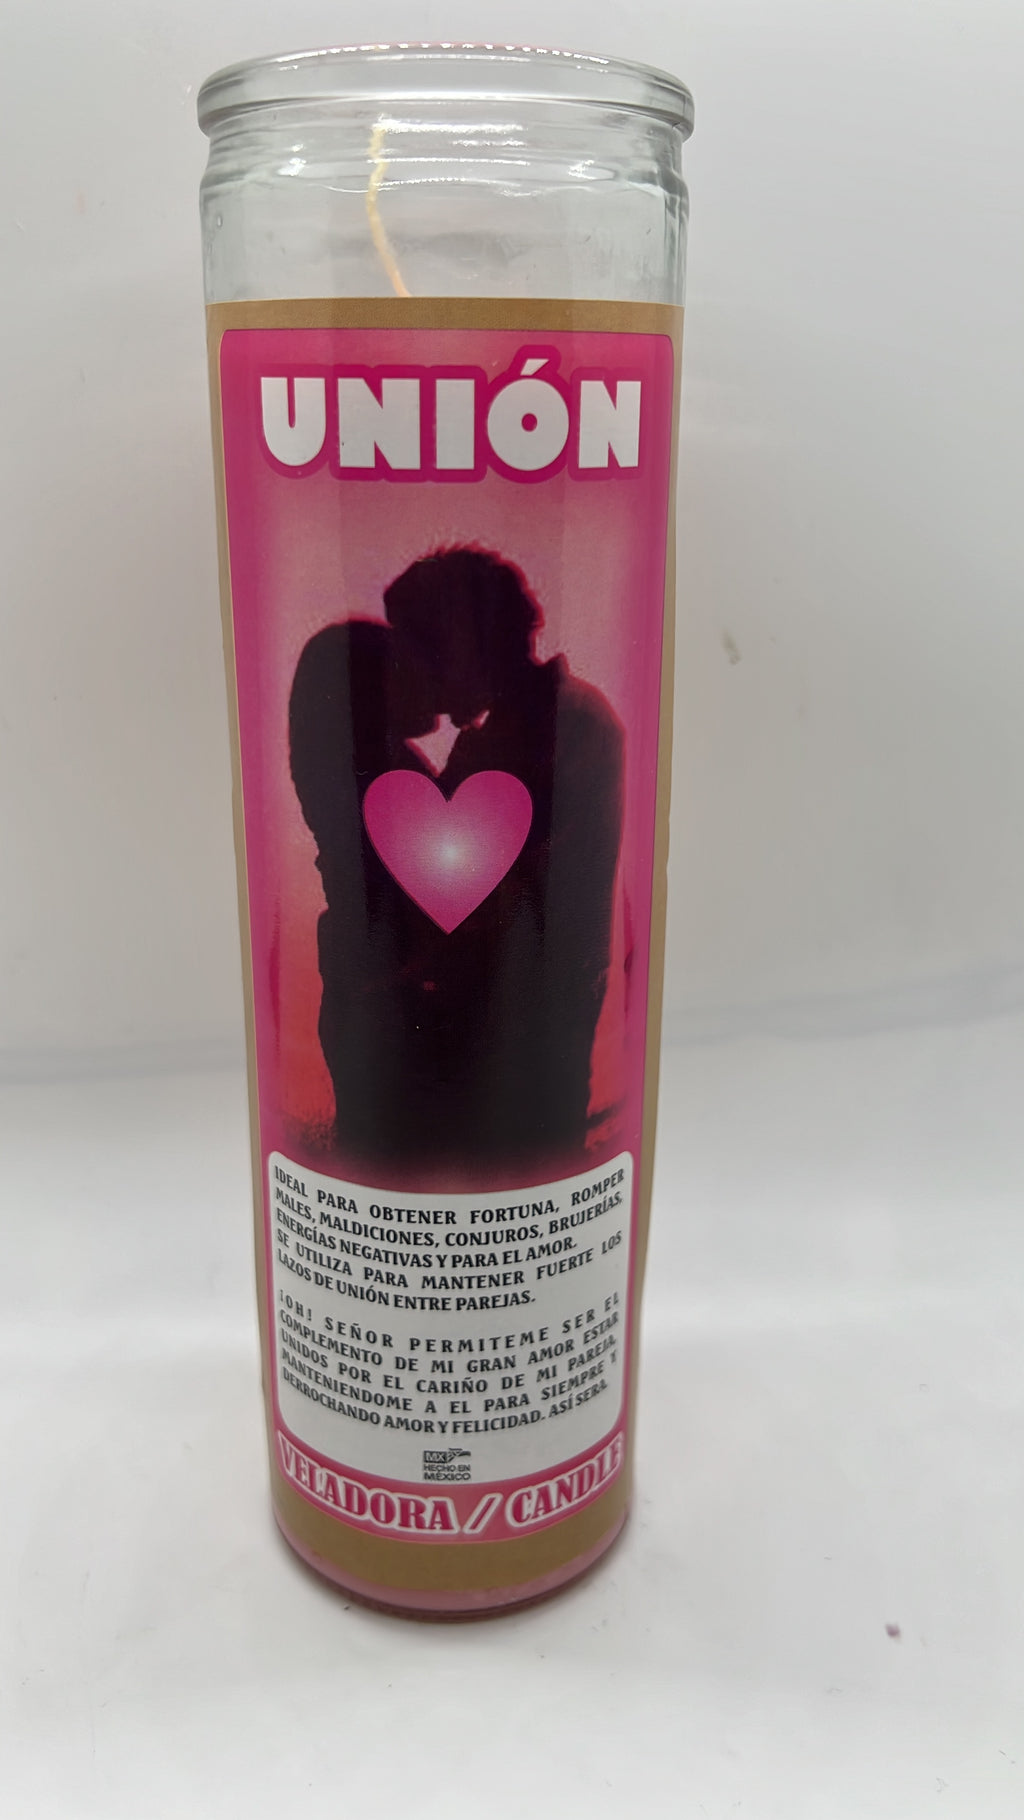 UNIÓN
IDEAL PARA OBTENER FORTUNA, ROMPER
MALES, MALDICIONES, CONJUROS, BRUJERÍAS,
ENERGÍAS NEGATIVAS Y PARA EL AMOR.
SE UTILIZA PARA MANTENER FUERTE LOS
LAZOS DE UNIÓN ENTRE PAREJAS.
¡OH! SEÑOR PERMITEME SER EL
COMPLEMENTO DE MI GRAN AMOR ESTAR
UNIDOS POR EL CARIÑO DE MI PAREJA,
MANTENIENDOME A EL PARA SIEMPRE Y
DERROCHANDO AMOR Y FELICIDAD. ASÍ SERA.
MX
HECHO EN
MÉXICO
VELADORA / CANDLE